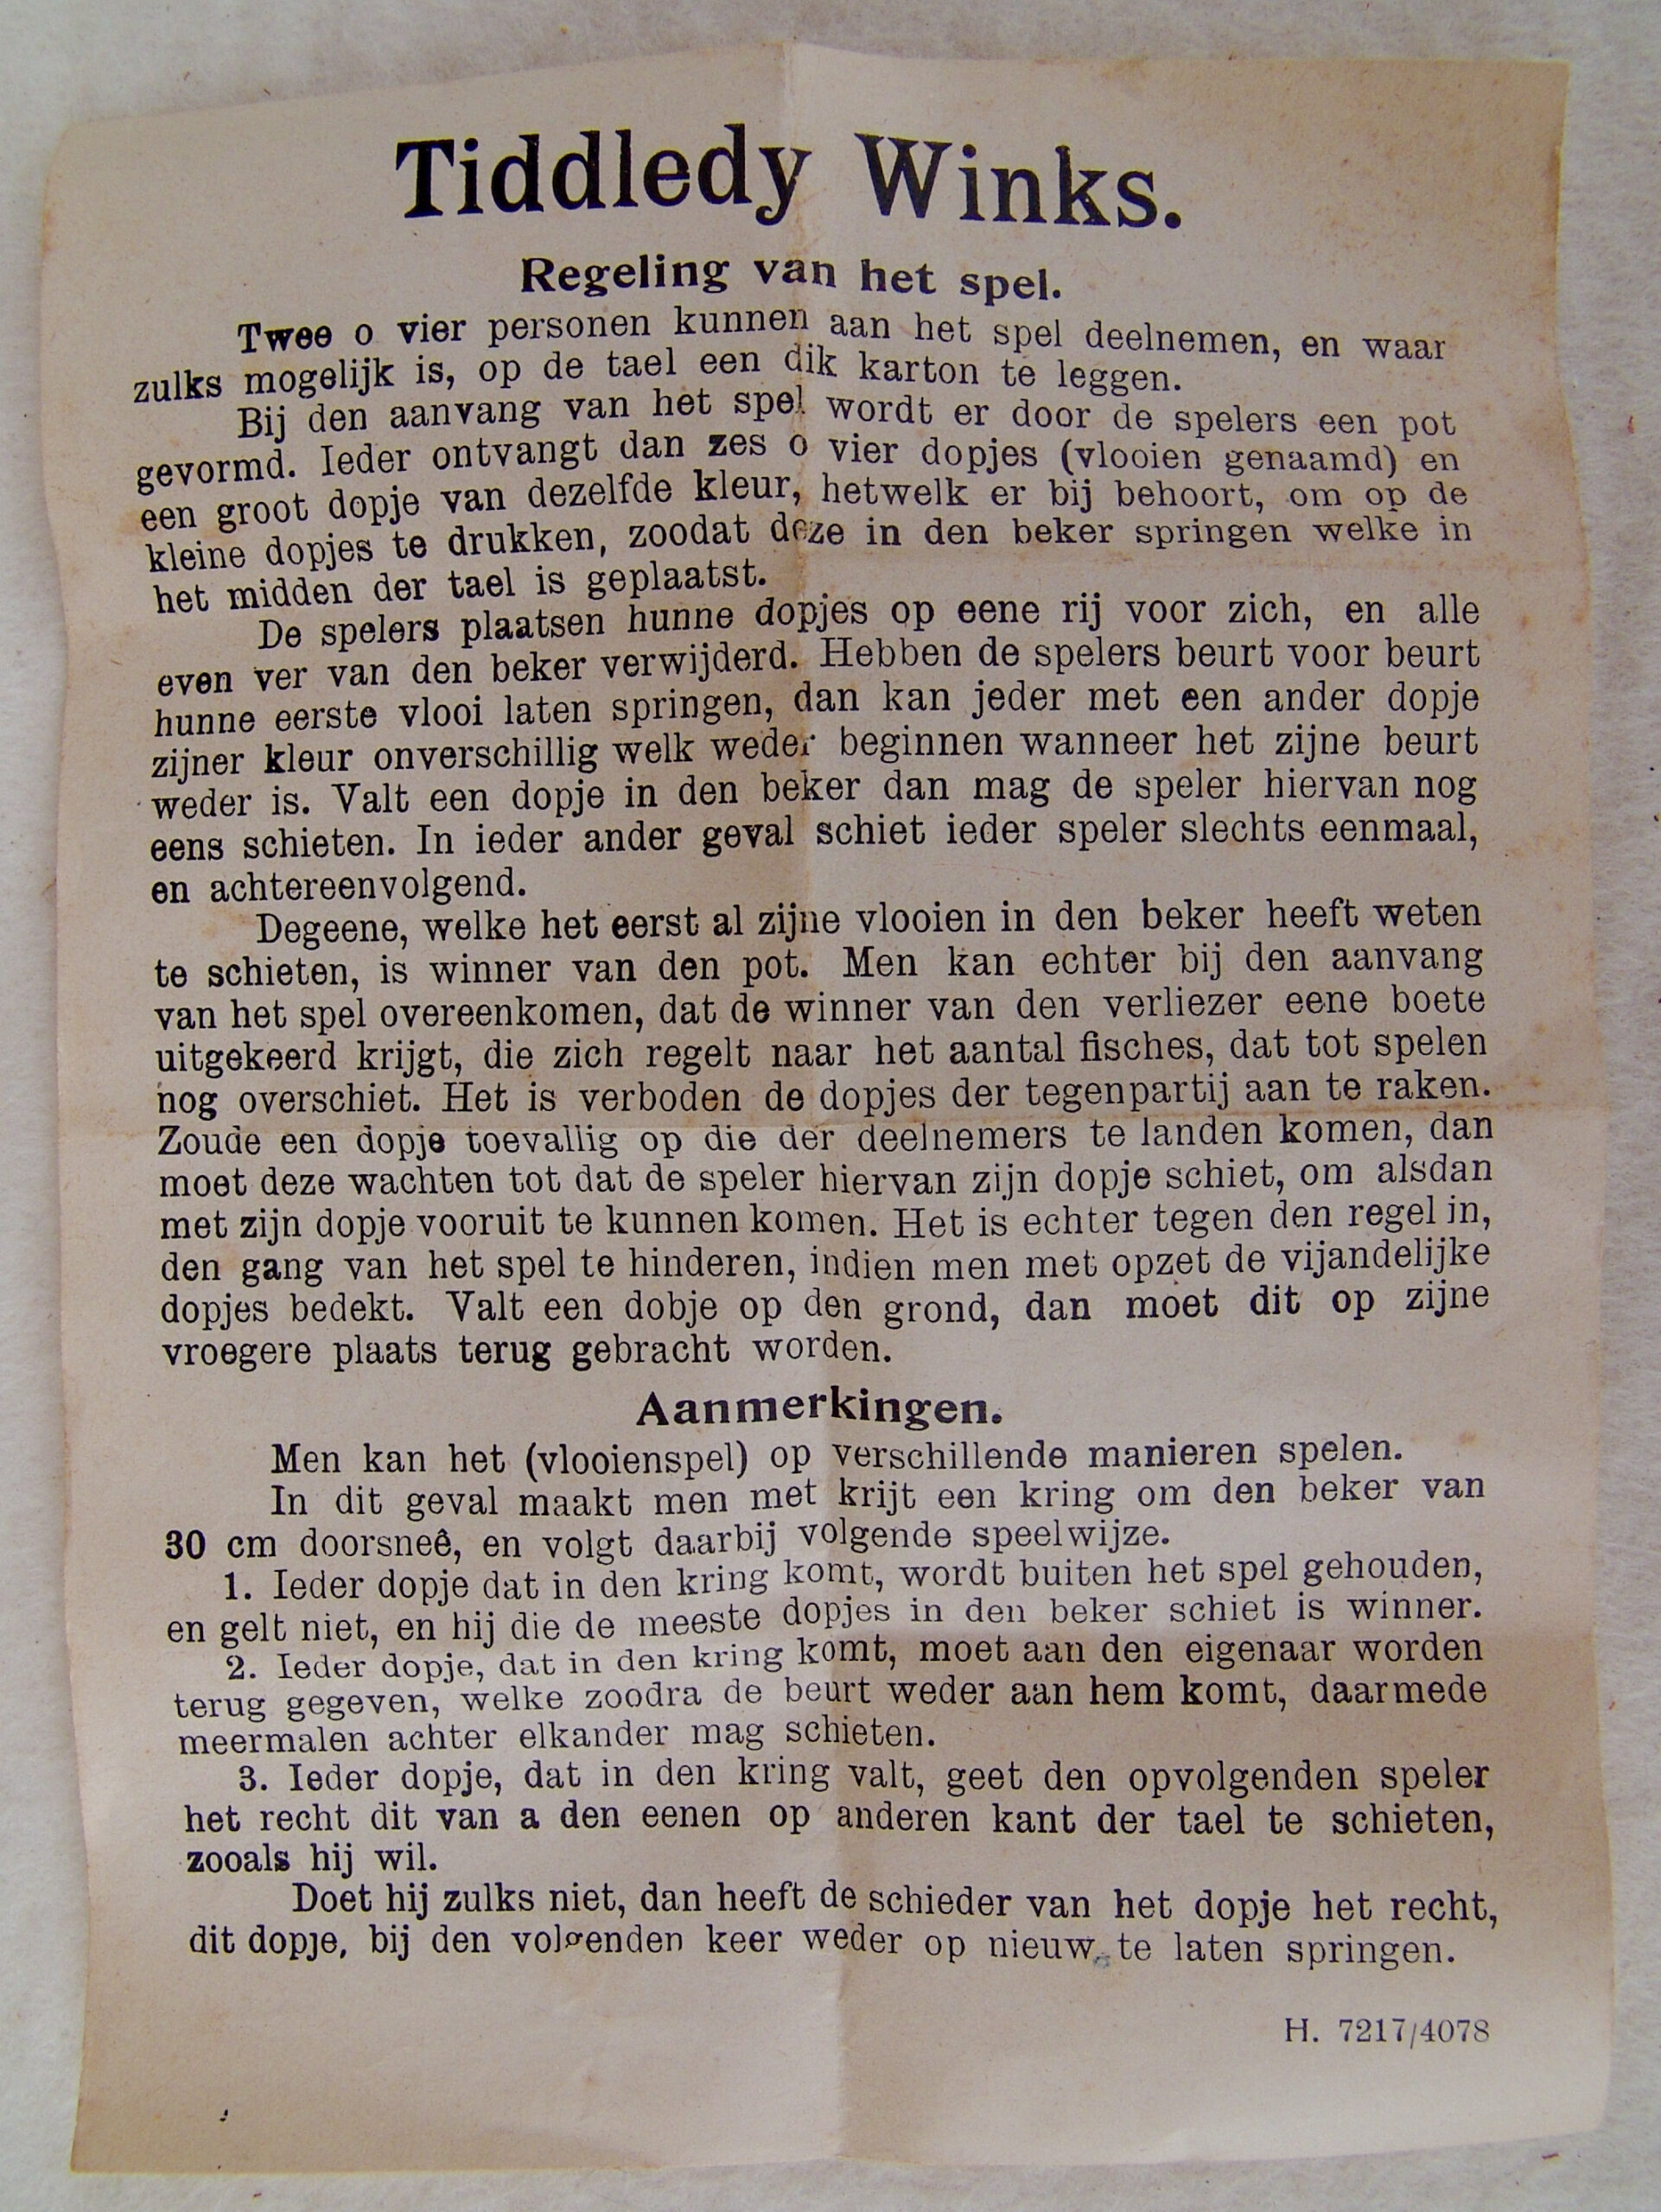 Tiddledy Winks.
Regeling van het spel.
Twee o vier personen kunnen aan het spel deelnemen, en waar
zulks mogelijk is, op de tael een dik karton te leggen.
Bij den aanvang van het spel wordt er door de spelers een pot
gevormd. Ieder ontvangt dan zes o vier dopjes (vlooien genaamd) en
een groot dopje van dezelfde kleur, hetwelk er bij behoort, om op de
kleine dopjes te drukken, zoodat deze in den beker springen welke in
het midden der tael is geplaatst.
De spelers plaatsen hunne dopjes op eene rij voor zich, en alle
even ver van den beker verwijderd. Hebben de spelers beurt voor beurt
hunne eerste vlooi laten springen, dan kan jeder met een ander dopje
zijner kleur onverschillig welk weder beginnen wanneer het zijne beurt
weder is. Valt een dopje in den beker dan mag de speler hiervan nog
eens schieten. In ieder ander geval schiet ieder speler slechts eenmaal,
en achtereenvolgend.
Degeene, welke het eerst al zijne vlooien in den beker heeft weten
te schieten, is winner van den pot. Men kan echter bij den aanvang
van het spel overeenkomen, dat de winner van den verliezer eene boete
uitgekeerd krijgt, die zich regelt naar het aantal fisches, dat tot spelen
nog overschiet. Het is verboden de dopjes der tegenpartij aan te raken.
Zoude een dopje toevallig op die der deelnemers te landen komen, dan
moet deze wachten tot dat de speler hiervan zijn dopje schiet, om alsdan
met zijn dopje vooruit te kunnen komen. Het is echter tegen den regel in,
den gang van het spel te hinderen, indien men met opzet de vijandelijke
dopjes bedekt. Valt een dobje op den grond, dan moet dit op zijne
vroegere plaats terug gebracht worden.
Aanmerkingen.
Men kan het (vlooienspel) op verschillende manieren spelen.
In dit geval maakt men met krijt een kring om den beker van
30 cm doorsneê, en volgt daarbij volgende speelwijze.
1. Ieder dopje dat in den kring komt, wordt buiten het spel gehouden,
en gelt niet, en hij die de meeste dopjes in den beker schiet is winner.
2. Ieder dopje, dat in den kring komt, moet aan den eigenaar worden
terug gegeven, welke zoodra de beurt weder aan hem komt, daarmede
meermalen achter elkander mag schieten.
3. Ieder dopje, dat in den kring valt, geet den opvolgenden speler
het recht dit van a den eenen op anderen kant der tael te schieten,
zooals hij wil.
Doet hij zulks niet, dan heeft de schieder van het dopje het recht,
dit dopje, bij den volgenden keer weder op nieuw te laten springen.
H. 7217/4078